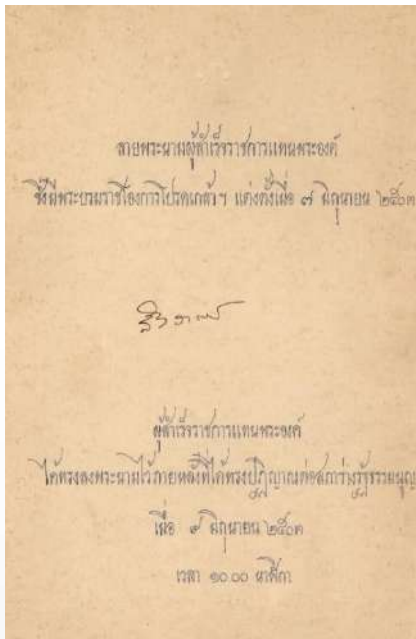 ลายพระนามผู้สำเร็จราชการแทนพระองค์
ซึ่งมีพระบรมราชโองการโปรดเกล้าฯ แต่งตั้งเมื่อ ๗ มิถุนายน ๒๕๐๓
ผู้สำเร็จราชการแทนพระองค์
ได้ทรงลงพระนามไว้ภายหลังที่ได้ทรงปฏิญาณต่อสภาร่างรัฐธรรมนูญ
เมื่อ ๙ มิถุนายน ๒๕๐๓
เวลา ๑๐.๐๐ นาฬิกา